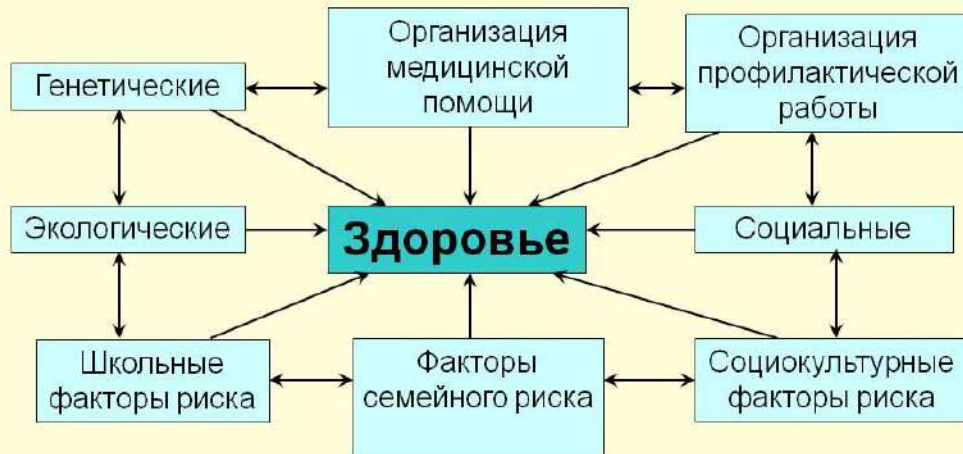 Организация
медицинской
помощи
Организация
профилактической
работы
Генетические
Экологические
Здоровье
Социальные
Школьные
факторы риска
Факторы
семейного риска
Социокультурные
факторы риска